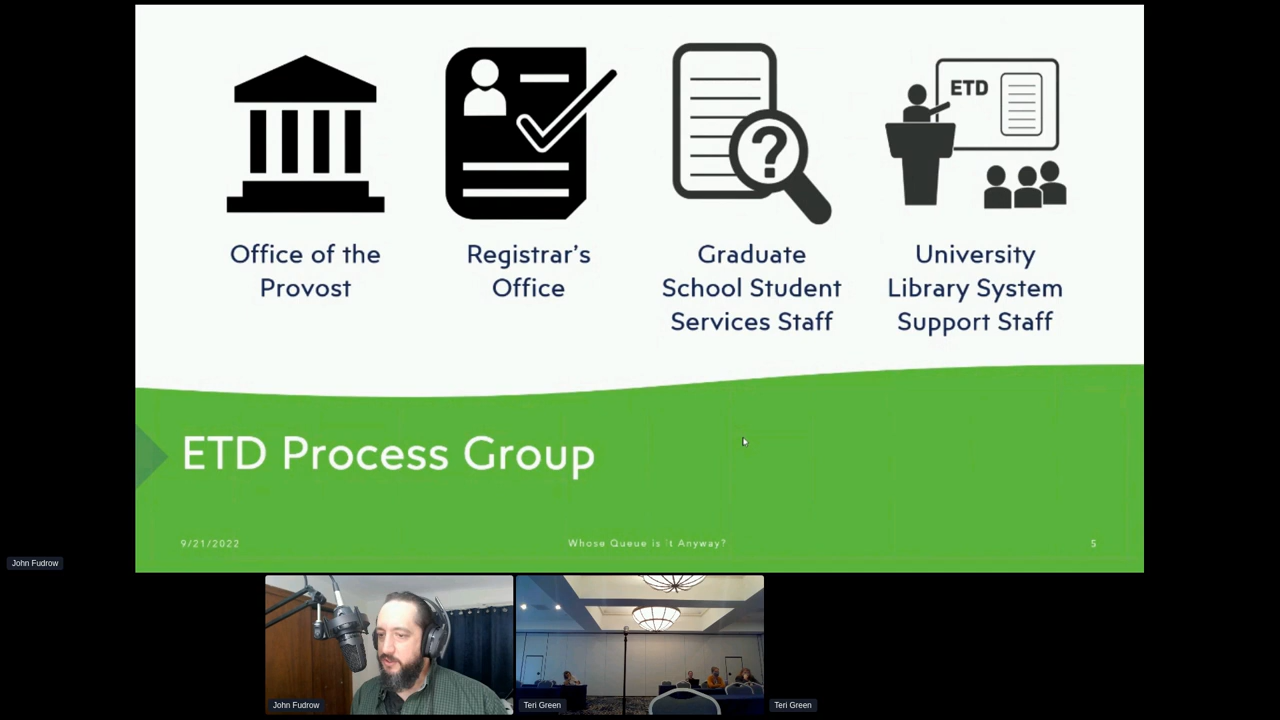 ETD
Office of the
Provost
Registrar's
Office
Graduate
School Student
Services Staff
University
Library System
Support Staff
ETD Process Group
9/21/2022
Whose Queue is it Anyway?
5
John Fudrow
John Fudrow
Teri Green
Teri Green